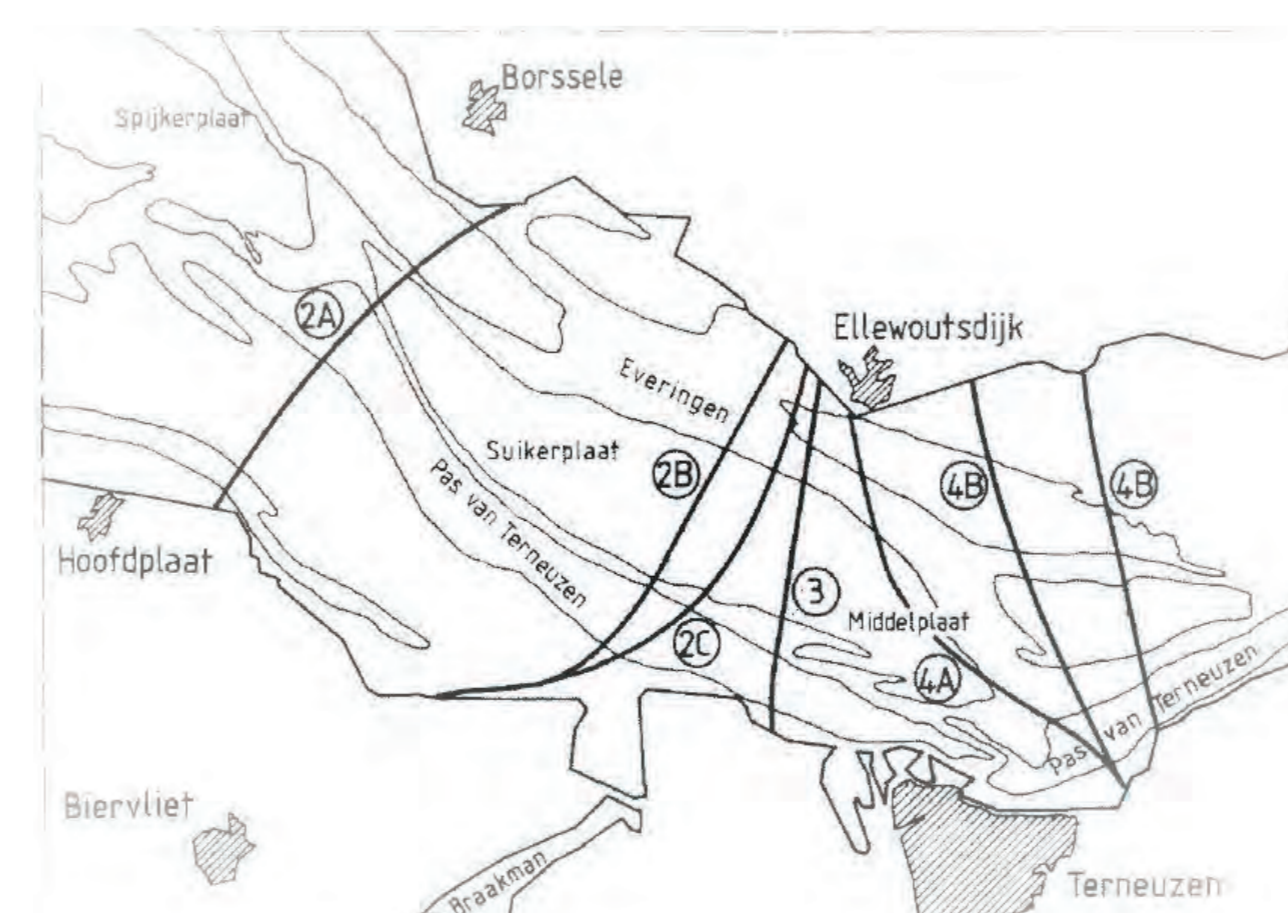 Borssele
Spijkerplaat
2A
Ellewoutsdijk
Everingen
Suikerplaat
2B
4B
4B
Pas van Terneuzen
Hoofdplaat
3
Middelplaat
2C
4A
Pas van Terneuzen
Biervliet
Braakman
Terneuzen